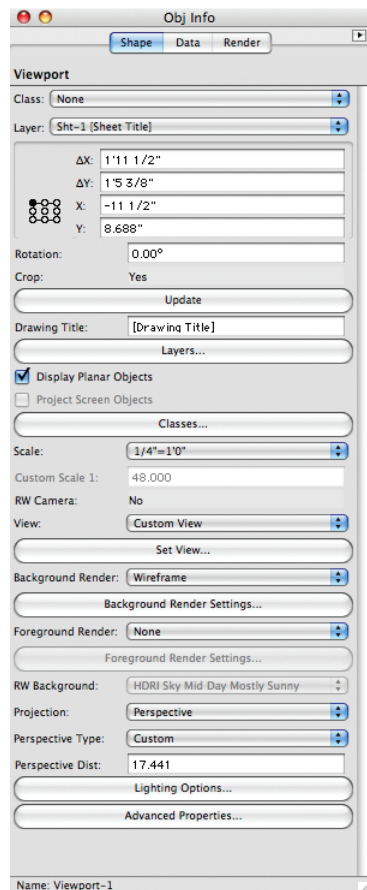 Obj Info
Shape Data Render
Viewport
Class: None
Layer: Sht-1 [Sheet Title]
ΔX: 1'11 1/2"
ΔY: 1'5 3/8"
X: -11 1/2"
Y: 8.688"
Rotation: 0.00°
Crop: Yes
Update
Drawing Title: [Drawing Title]
Layers...
Display Planar Objects
Project Screen Objects
Classes...
Scale: 1/4"=1'0"
Custom Scale 1: 48.000
RW Camera: No
View: Custom View
Set View...
Background Render: Wireframe
Background Render Settings...
Foreground Render: None
Foreground Render Settings...
RW Background: HDRI Sky Mid Day Mostly Sunny
Projection: Perspective
Perspective Type: Custom
Perspective Dist: 17.441
Lighting Options...
Advanced Properties...
Name: Viewport-1